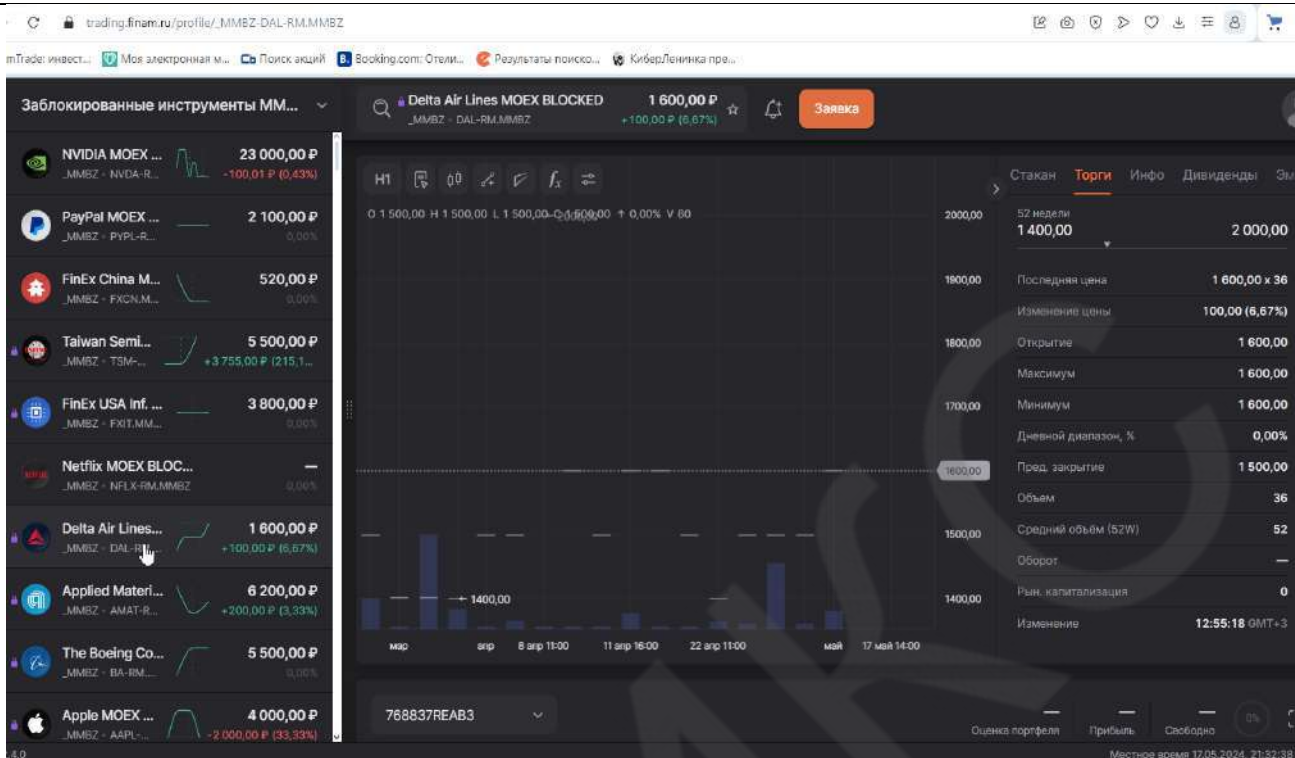 trading.finam.ru/profile/_MMBZ-DAL-RM.MMBZ
mTrade: инвест... Моя электронная м... Поиск акций Booking.com: Отели... Результаты поиско... КиберЛенинка пре...
Заблокированные инструменты MM...
NVIDIA MOEX ... 23 000,00 ₽
_MMBZ - NVDA-R... -100,01 ₽ (0,43%)
PayPal MOEX ... 2 100,00 ₽
_MMBZ - PYPL-R... 0,00%
FinEx China M... 520,00 ₽
_MMBZ - FXCN.M... 0,00%
Taiwan Semi... 5 500,00 ₽
_MMBZ - TSM-... +3 755,00 ₽ (215,1...
FinEx USA Inf. ... 3 800,00 ₽
_MMBZ - FXIT.MM... 0,00%
Netflix MOEX BLOC... —
_MMBZ - NFLX-RM.MMBZ 0,00%
Delta Air Lines... 1 600,00 ₽
_MMBZ - DAL-R +100,00 ₽ (6,67%)
Applied Materi... 6 200,00 ₽
_MMBZ - AMAT-R... +200,00 ₽ (3,33%)
The Boeing Co... 5 500,00 ₽
_MMBZ - BA-RM.... 0,00%
Apple MOEX ... 4 000,00 ₽
_MMBZ - AAPL-... -2 000,00 ₽ (33,33%)
4.0
Delta Air Lines MOEX BLOCKED 1 600,00 ₽
_MMBZ - DAL-RM.MMBZ +100,00 ₽ (6,67%)
Заявка
H1 fx
O 1 500,00 H 1 500,00 L 1 500,00 ↑ 0,00% V 60
2000,00
1900,00
1800,00
1700,00
1600,00
1500,00
1400,00
1400,00
мар апр 8 апр 11:00 11 апр 16:00 22 апр 11:00 май 17 май 14:00
Стакан Торги Инфо Дивиденды Эм
52 недели
1 400,00 2 000,00
Последняя цена 1 600,00 x 36
Изменение цены 100,00 (6,67%)
Открытие 1 600,00
Максимум 1 600,00
Минимум 1 600,00
Дневной диапазон, % 0,00%
Пред. закрытие 1 500,00
Объем 36
Средний объём (52W) 52
Оборот —
Рын. капитализация 0
Изменение 12:55:18 GMT+3
768837REAB3
— — — 0%
Оценка портфеля Прибыль Свободно
Местное время 17.05.2024, 21:32:38